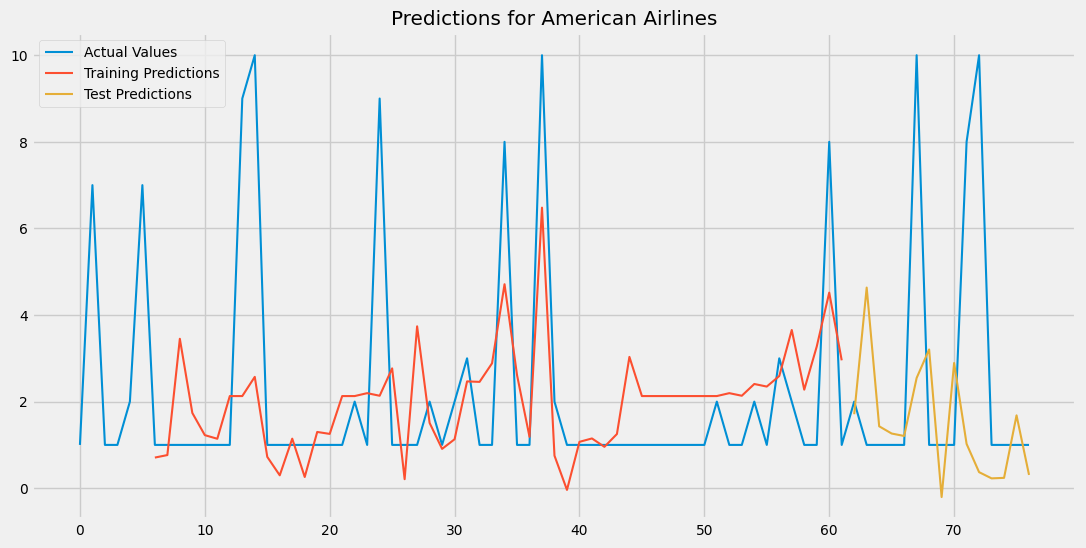 Predictions for American Airlines
Actual Values
Training Predictions
Test Predictions
10
8
6
4
2
0
0 10 20 30 40 50 60 70